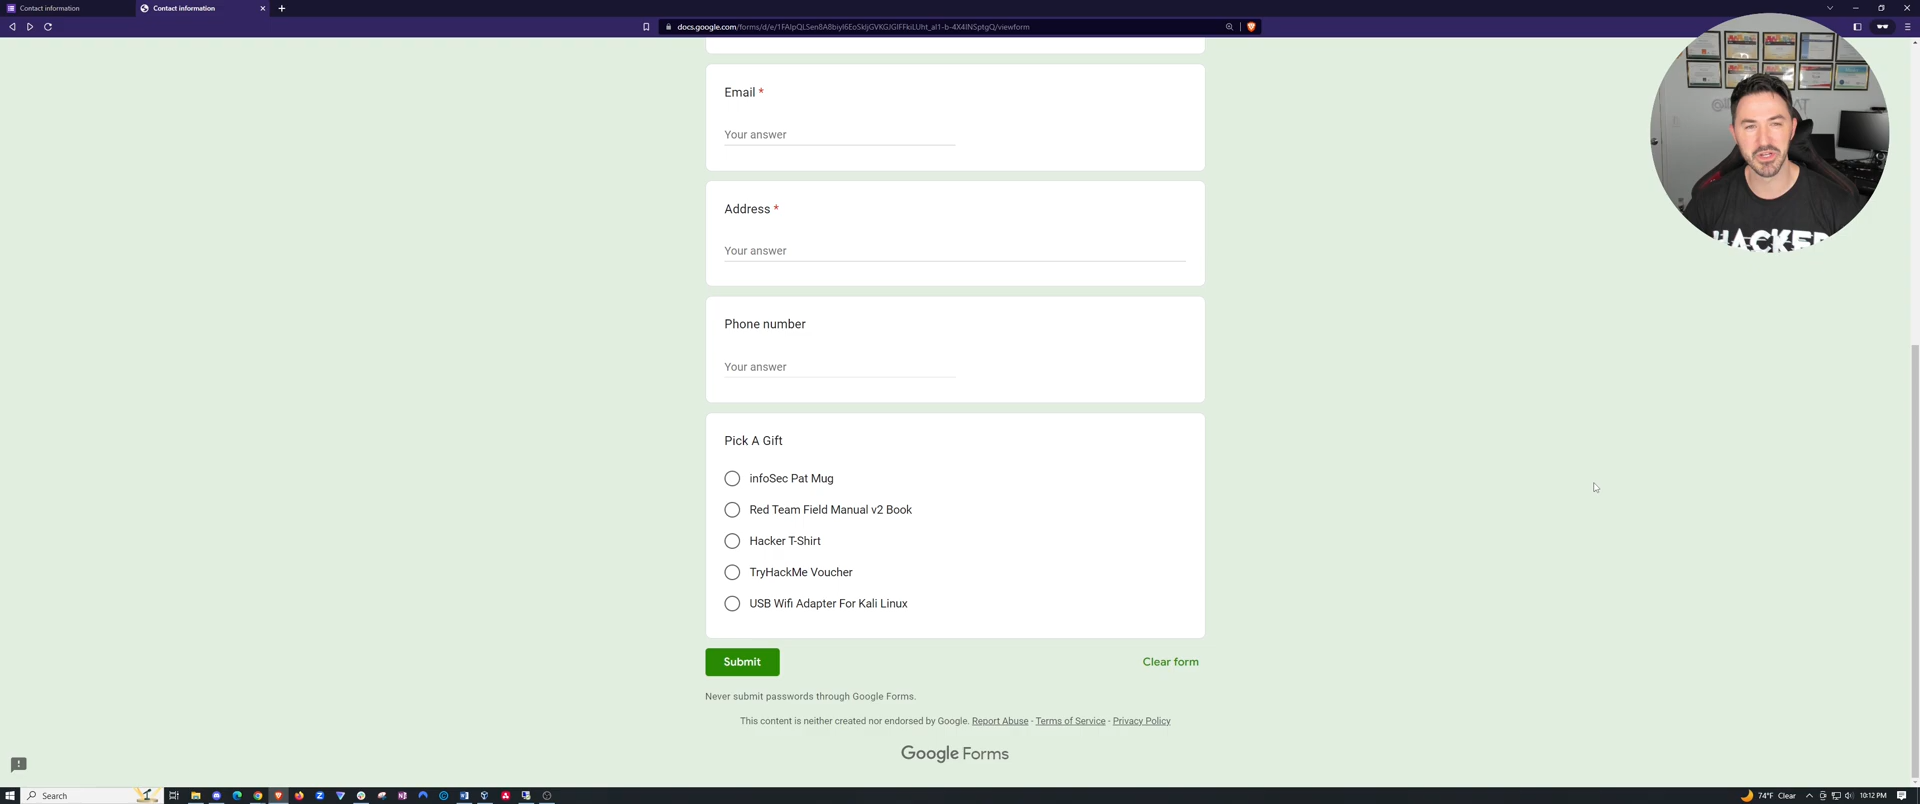 Contact information
Contact information
docs.google.com/forms/d/e/1FAIpQLSen8A8biyI6EoSkIjGVKGJGIFFkiLUht_al1-b-4X4INSptgQ/viewform
Email *
Your answer
Address *
Your answer
Phone number
Your answer
Pick A Gift
infoSec Pat Mug
Red Team Field Manual v2 Book
Hacker T-Shirt
TryHackMe Voucher
USB Wifi Adapter For Kali Linux
Submit
Clear form
Never submit passwords through Google Forms.
This content is neither created nor endorsed by Google. Report Abuse - Terms of Service - Privacy Policy
Google Forms
HACKER
Search
74°F Clear
10:12 PM